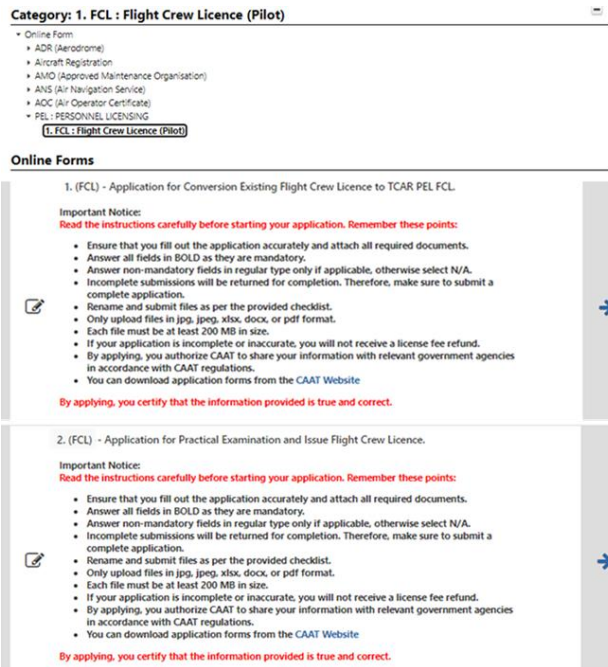 Category: 1. FCL : Flight Crew Licence (Pilot)
Online Form
ADR (Aerodrome)
Aircraft Registration
AMO (Approved Maintenance Organisation)
ANS (Air Navigation Service)
AOC (Air Operator Certificate)
PEL : PERSONNEL LICENSING
1. FCL : Flight Crew Licence (Pilot)
Online Forms
1. (FCL) - Application for Conversion Existing Flight Crew Licence to TCAR PEL FCL.
Important Notice:
Read the instructions carefully before starting your application. Remember these points:
Ensure that you fill out the application accurately and attach all required documents.
Answer all fields in BOLD as they are mandatory.
Answer non-mandatory fields in regular type only if applicable, otherwise select N/A.
Incomplete submissions will be returned for completion. Therefore, make sure to submit a
complete application.
Rename and submit files as per the provided checklist.
Only upload files in jpg, jpeg, xlsx, docx, or pdf format.
Each file must be at least 200 MB in size.
If your application is incomplete or inaccurate, you will not receive a license fee refund.
By applying, you authorize CAAT to share your information with relevant government agencies
in accordance with CAAT regulations.
You can download application forms from the CAAT Website
By applying, you certify that the information provided is true and correct.
2. (FCL) - Application for Practical Examination and Issue Flight Crew Licence.
Important Notice:
Read the instructions carefully before starting your application. Remember these points:
Ensure that you fill out the application accurately and attach all required documents.
Answer all fields in BOLD as they are mandatory.
Answer non-mandatory fields in regular type only if applicable, otherwise select N/A.
Incomplete submissions will be returned for completion. Therefore, make sure to submit a
complete application.
Rename and submit files as per the provided checklist.
Only upload files in jpg, jpeg, xlsx, docx, or pdf format.
Each file must be at least 200 MB in size.
If your application is incomplete or inaccurate, you will not receive a license fee refund.
By applying, you authorize CAAT to share your information with relevant government agencies
in accordance with CAAT regulations.
You can download application forms from the CAAT Website
By applying, you certify that the information provided is true and correct.